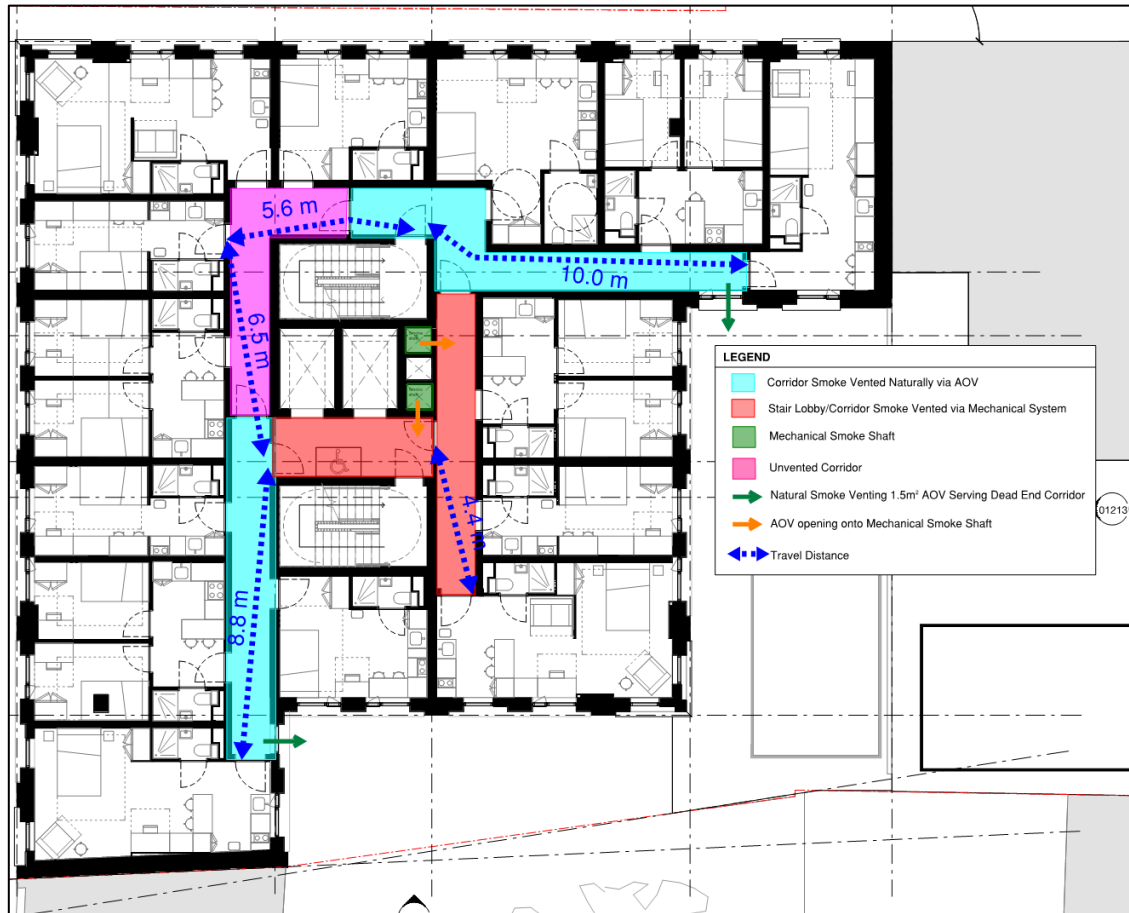 5.6 m
10.0 m
6.5 m
LEGEND
Corridor Smoke Vented Naturally via AOV
Stair Lobby/Corridor Smoke Vented via Mechanical System
Mechanical Smoke Shaft
Unvented Corridor
Natural Smoke Venting 1.5m² AOV Serving Dead End Corridor
AOV opening onto Mechanical Smoke Shaft
Travel Distance
4.4 m
8.8 m